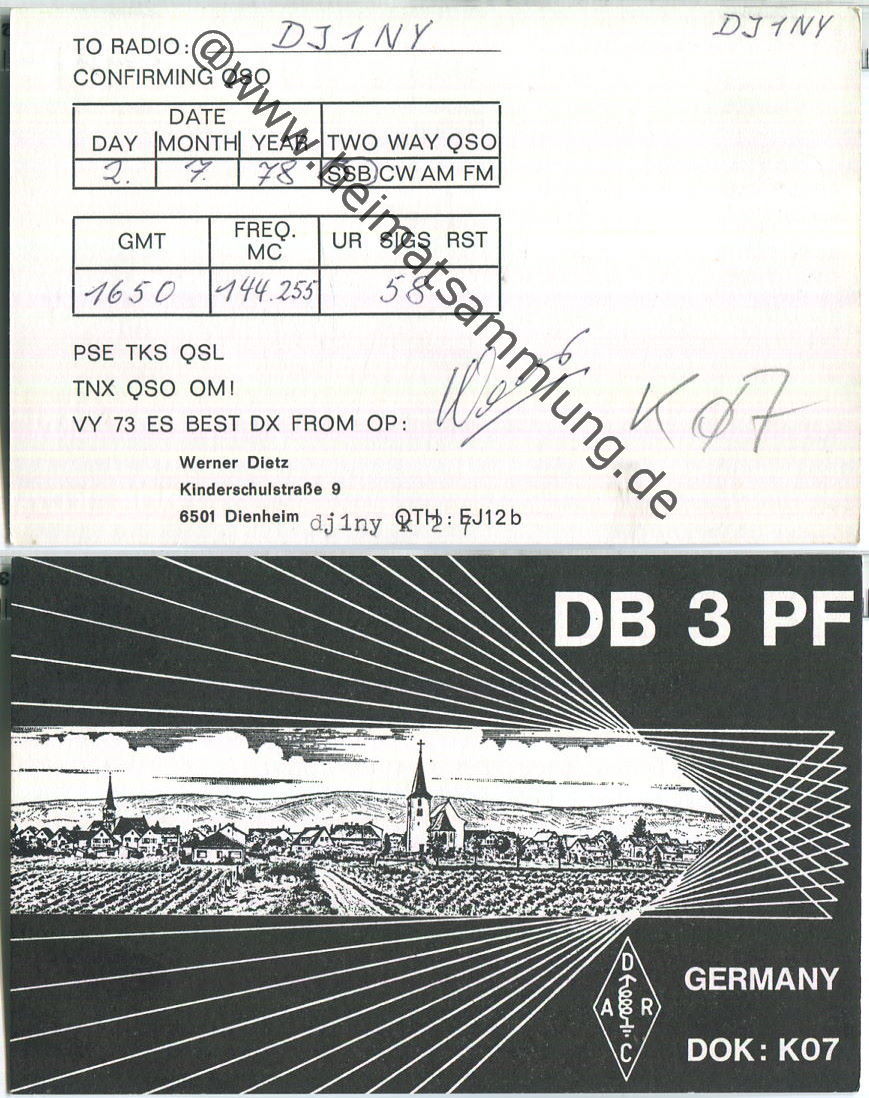 TO RADIO: DJ1NY
DJ1NY
CONFIRMING QSO
DATE
DAY MONTH YEAR TWO WAY QSO
2. 7. 78 SSB CW AM FM
GMT FREQ. MC UR SIGS RST
1650 144.255 58
PSE TKS QSL
TNX QSO OM!
VY 73 ES BEST DX FROM OP:
KØ7
Werner Dietz
Kinderschulstraße 9
6501 Dienheim QTH: EJ12b
dj1ny k 27
@www.heimatsammlung.de
DB 3 PF
D
A R
C
GERMANY
DOK: K07